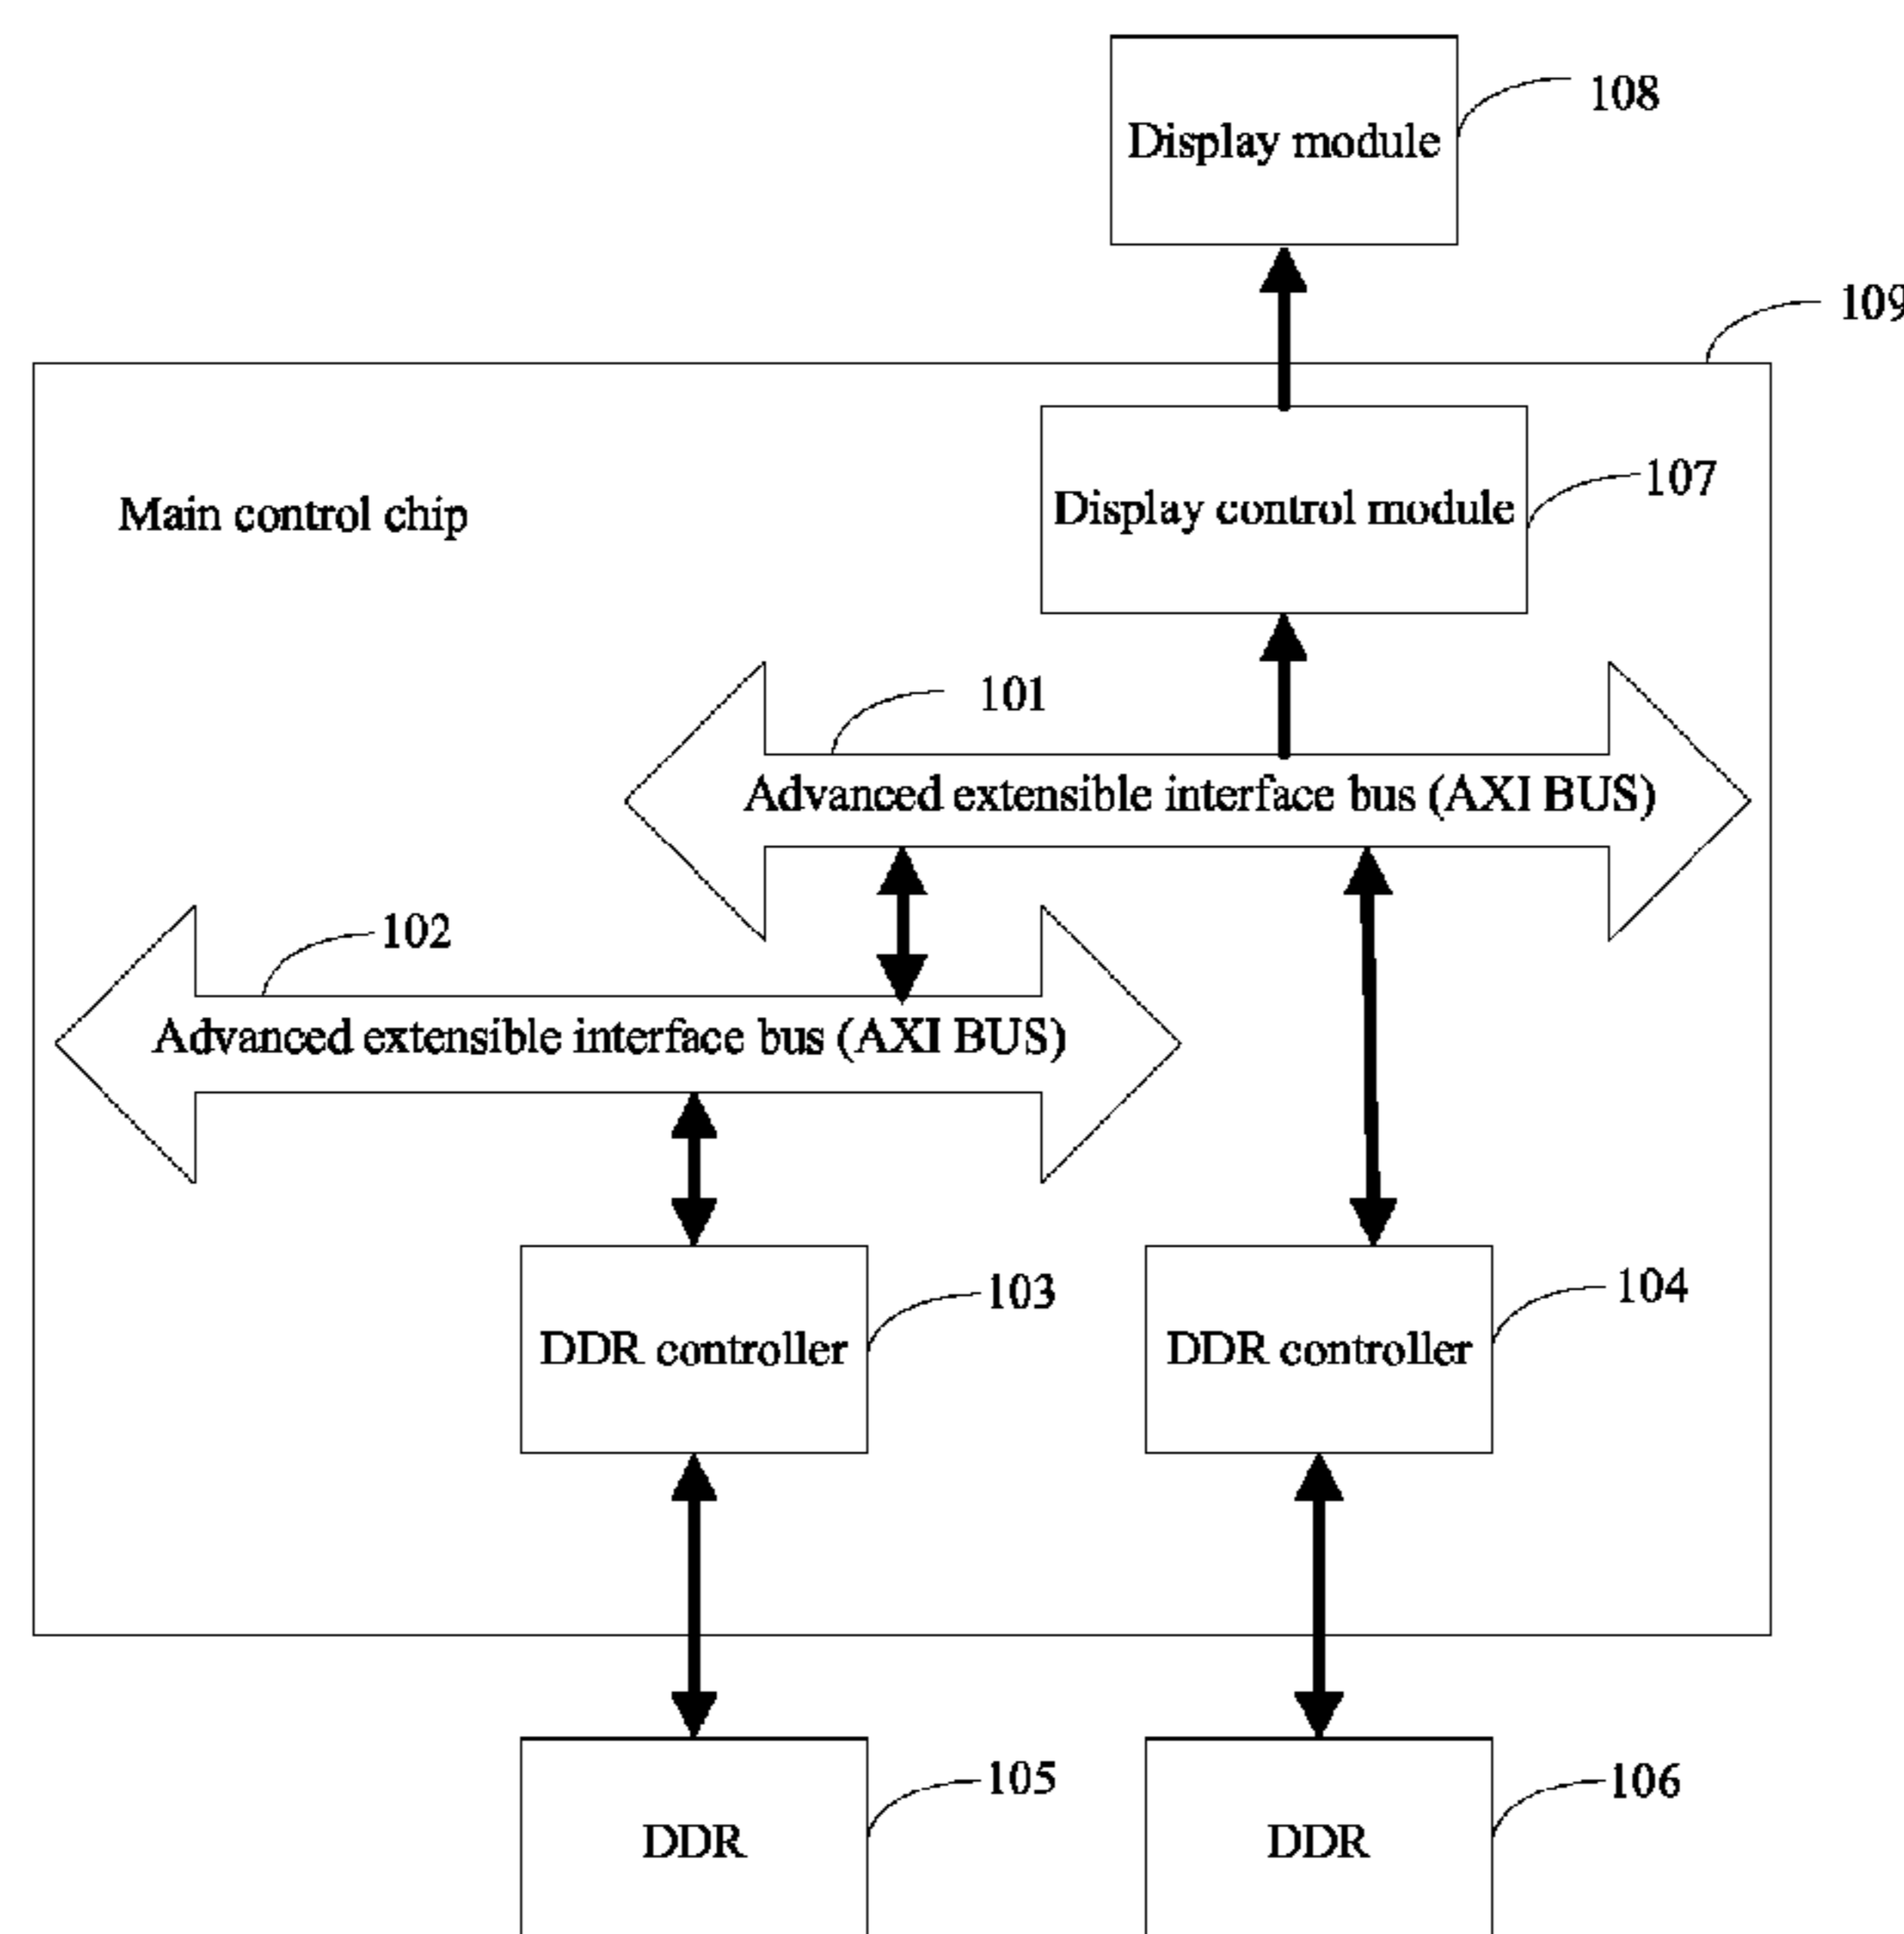 Display module
108
109
Main control chip
Display control module
107
101
Advanced extensible interface bus (AXI BUS)
102
Advanced extensible interface bus (AXI BUS)
DDR controller
103
DDR controller
104
DDR
105
DDR
106